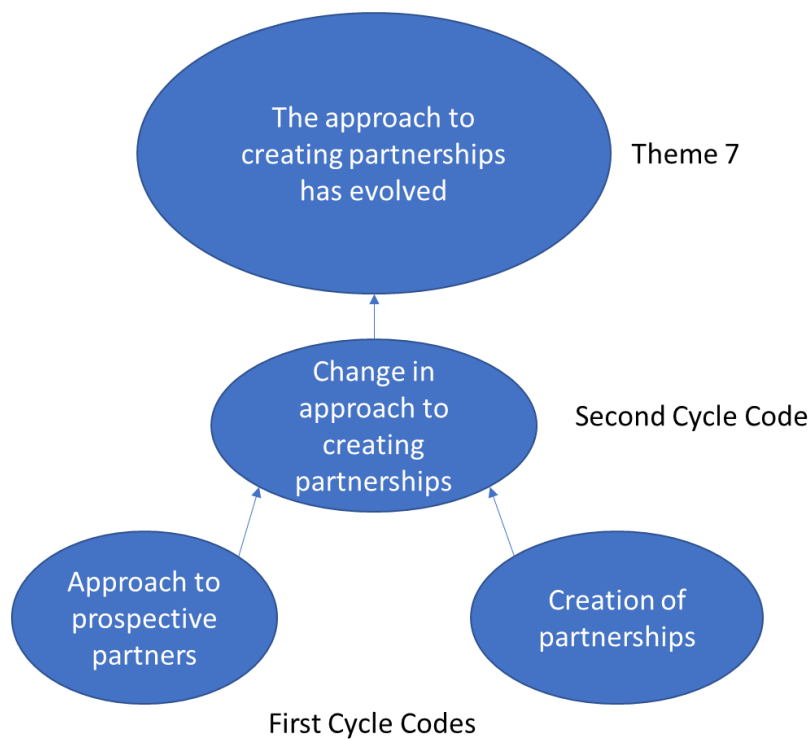 The approach to
creating partnerships
has evolved
Theme 7
Change in
approach to
creating
partnerships
Second Cycle Code
Approach to
prospective
partners
Creation of
partnerships
First Cycle Codes